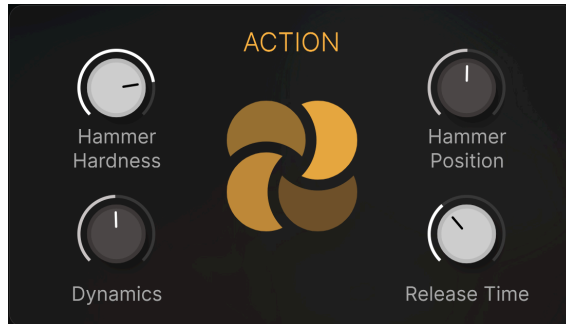 ACTION
Hammer
Hardness
Hammer
Position
Dynamics
Release Time